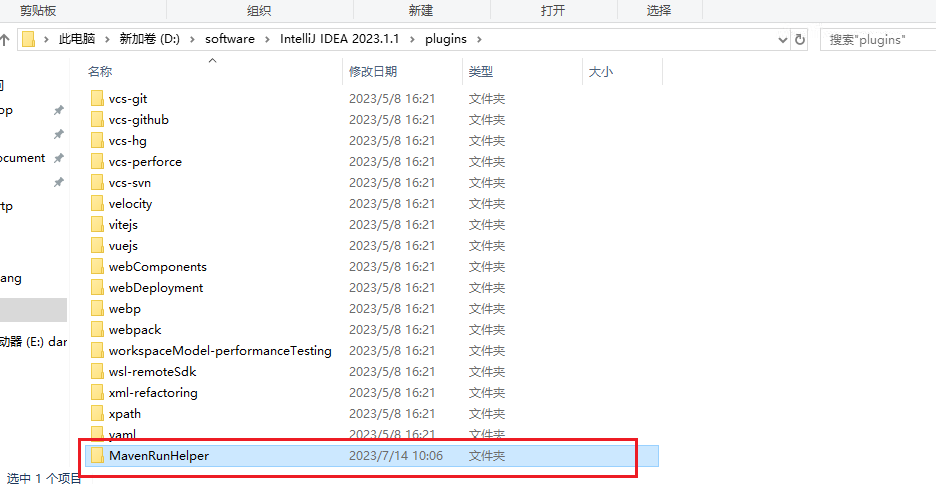 剪贴板 组织 新建 打开 选择
此电脑 > 新加卷 (D:) > software > IntelliJ IDEA 2023.1.1 > plugins > 搜索"plugins"
名称 修改日期 类型 大小
vcs-git 2023/5/8 16:21 文件夹
op
vcs-github 2023/5/8 16:21 文件夹
vcs-hg 2023/5/8 16:21 文件夹
ocument
vcs-perforce 2023/5/8 16:21 文件夹
vcs-svn 2023/5/8 16:21 文件夹
velocity 2023/5/8 16:21 文件夹
vitejs 2023/5/8 16:21 文件夹
vuejs 2023/5/8 16:21 文件夹
webComponents 2023/5/8 16:21 文件夹
ang
webDeployment 2023/5/8 16:21 文件夹
webp 2023/5/8 16:21 文件夹
webpack 2023/5/8 16:21 文件夹
动器 (E:) dar
workspaceModel-performanceTesting 2023/5/8 16:21 文件夹
wsl-remoteSdk 2023/5/8 16:21 文件夹
xml-refactoring 2023/5/8 16:21 文件夹
xpath 2023/5/8 16:21 文件夹
yaml 2023/5/8 16:21 文件夹
MavenRunHelper 2023/7/14 10:06 文件夹
选中 1 个项目